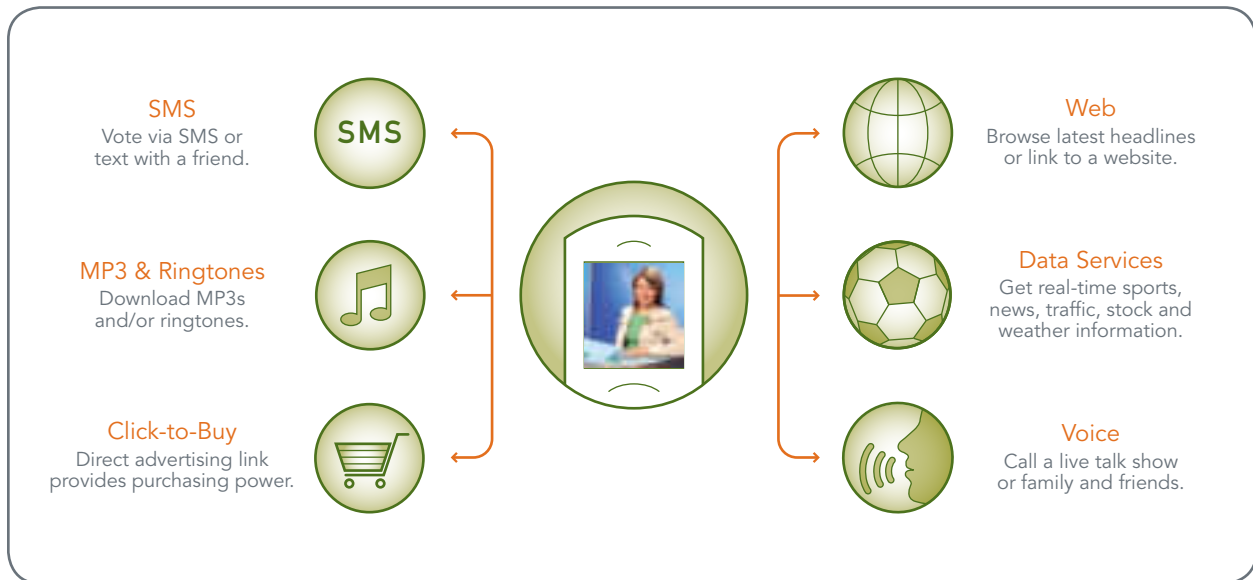 SMS
Vote via SMS or
text with a friend.
SMS
MP3 & Ringtones
Download MP3s
and/or ringtones.
Click-to-Buy
Direct advertising link
provides purchasing power.
Web
Browse latest headlines
or link to a website.
Data Services
Get real-time sports,
news, traffic, stock and
weather information.
Voice
Call a live talk show
or family and friends.